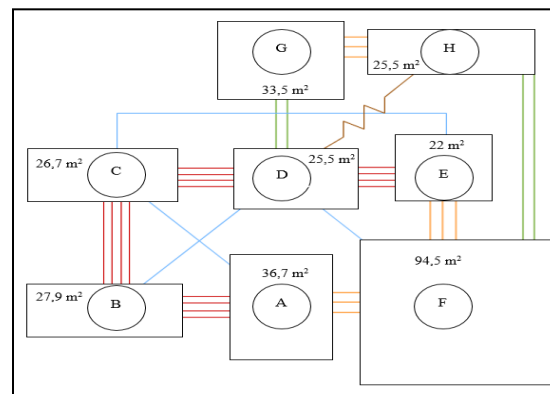 G
33,5 m²
H
25,5 m²
26,7 m²
C
D
25,5 m²
22 m²
E
27,9 m²
B
36,7 m²
A
94,5 m²
F